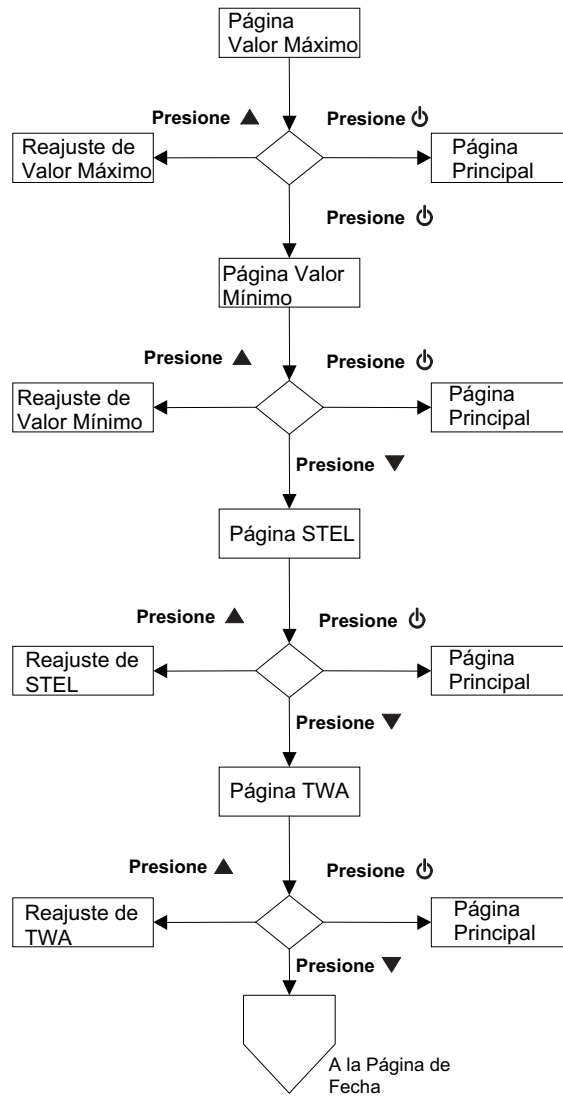 Página
Valor Máximo
Presione ▲
Presione ⏻
Reajuste de
Valor Máximo
Página
Principal
Presione ⏻
Página Valor
Mínimo
Presione ▲
Presione ⏻
Reajuste de
Valor Mínimo
Página
Principal
Presione ▼
Página STEL
Presione ▲
Presione ⏻
Reajuste de
STEL
Página
Principal
Presione ▼
Página TWA
Presione ▲
Presione ⏻
Reajuste de
TWA
Página
Principal
Presione ▼
A la Página de
Fecha